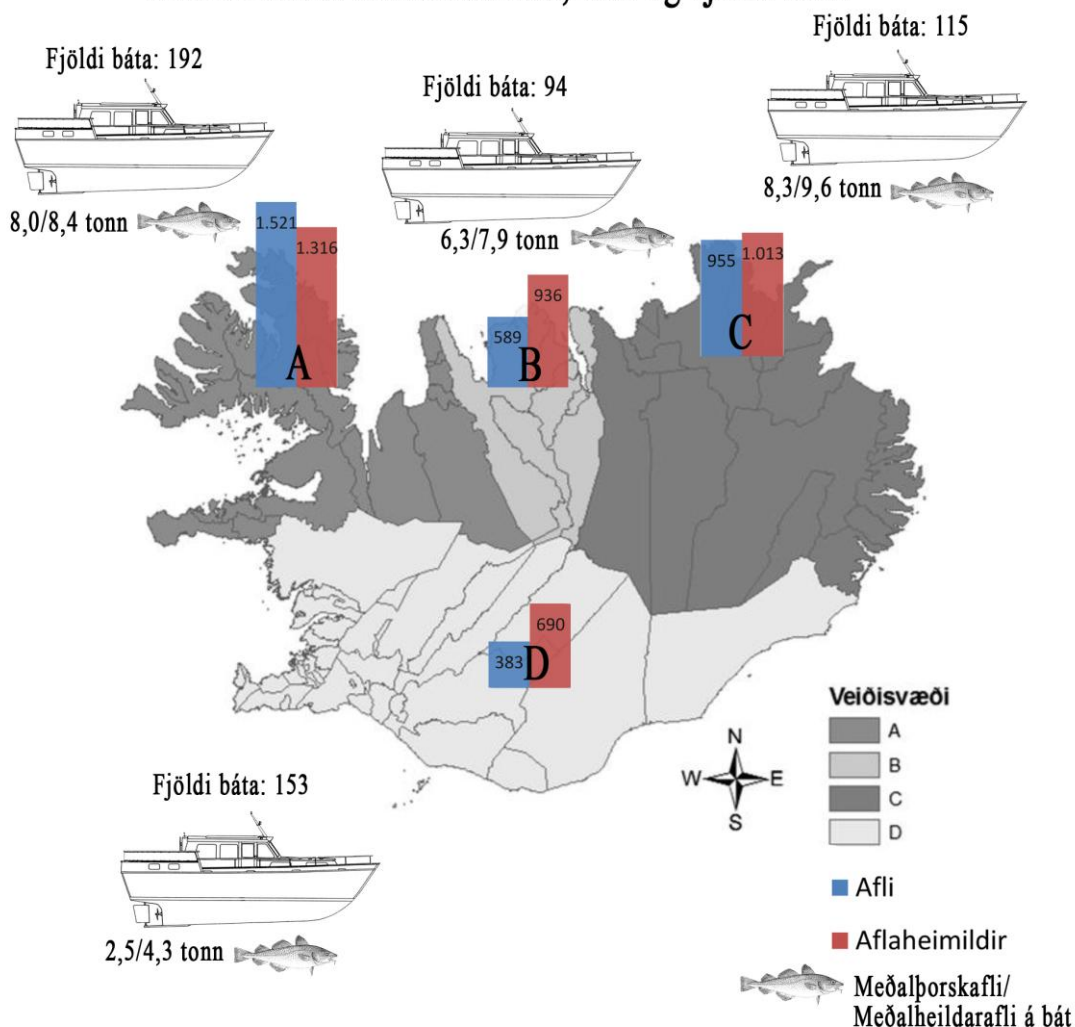 Fjöldi báta: 192
8,0/8,4 tonn
Fjöldi báta: 94
6,3/7,9 tonn
Fjöldi báta: 115
8,3/9,6 tonn
1.521
1.316
A
589
936
B
955
1.013
C
383
690
D
Fjöldi báta: 153
2,5/4,3 tonn
N
W
E
S
Veiðisvæði
A
B
C
D
Afli
Aflaheimildir
Meðalþorskafli/
Meðalheildarafli á bát